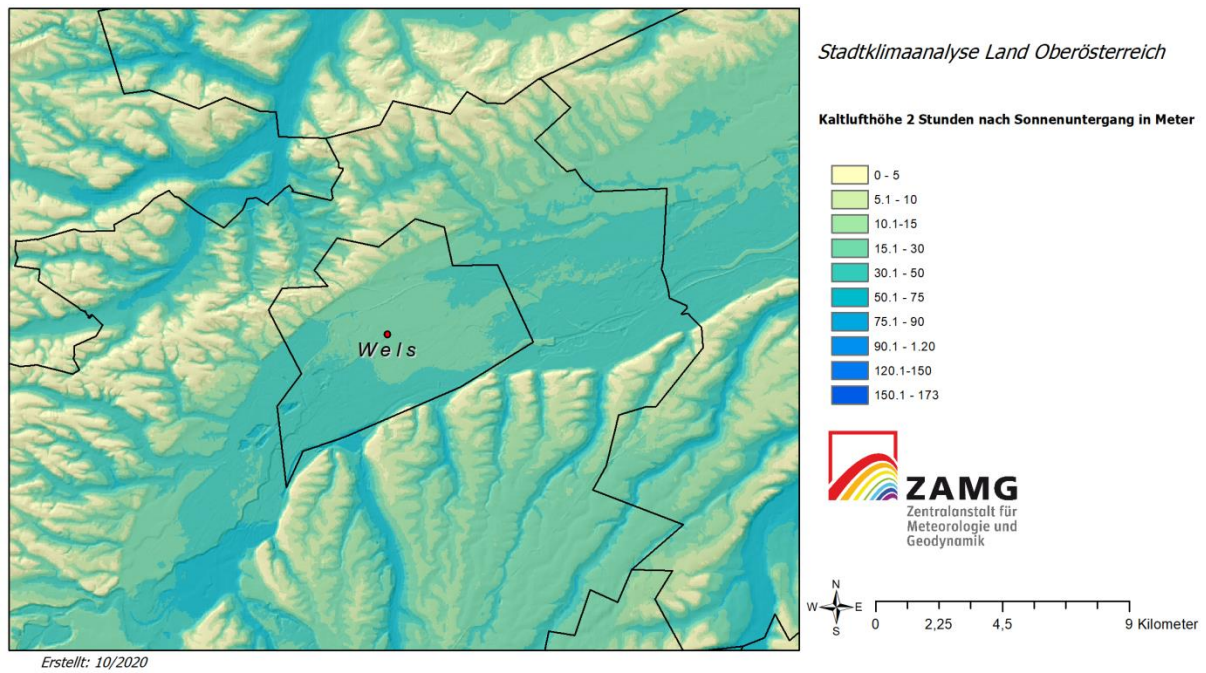 Stadtklimaanalyse Land Oberösterreich
Kaltlufthöhe 2 Stunden nach Sonnenuntergang in Meter
0 - 5
5.1 - 10
10.1-15
15.1 - 30
30.1 - 50
50.1 - 75
75.1 - 90
90.1 - 1.20
120.1-150
150.1 - 173
Wels
ZAMG
Zentralanstalt für
Meteorologie und
Geodynamik
N
W E
S
0 2,25 4,5 9 Kilometer
Erstellt: 10/2020